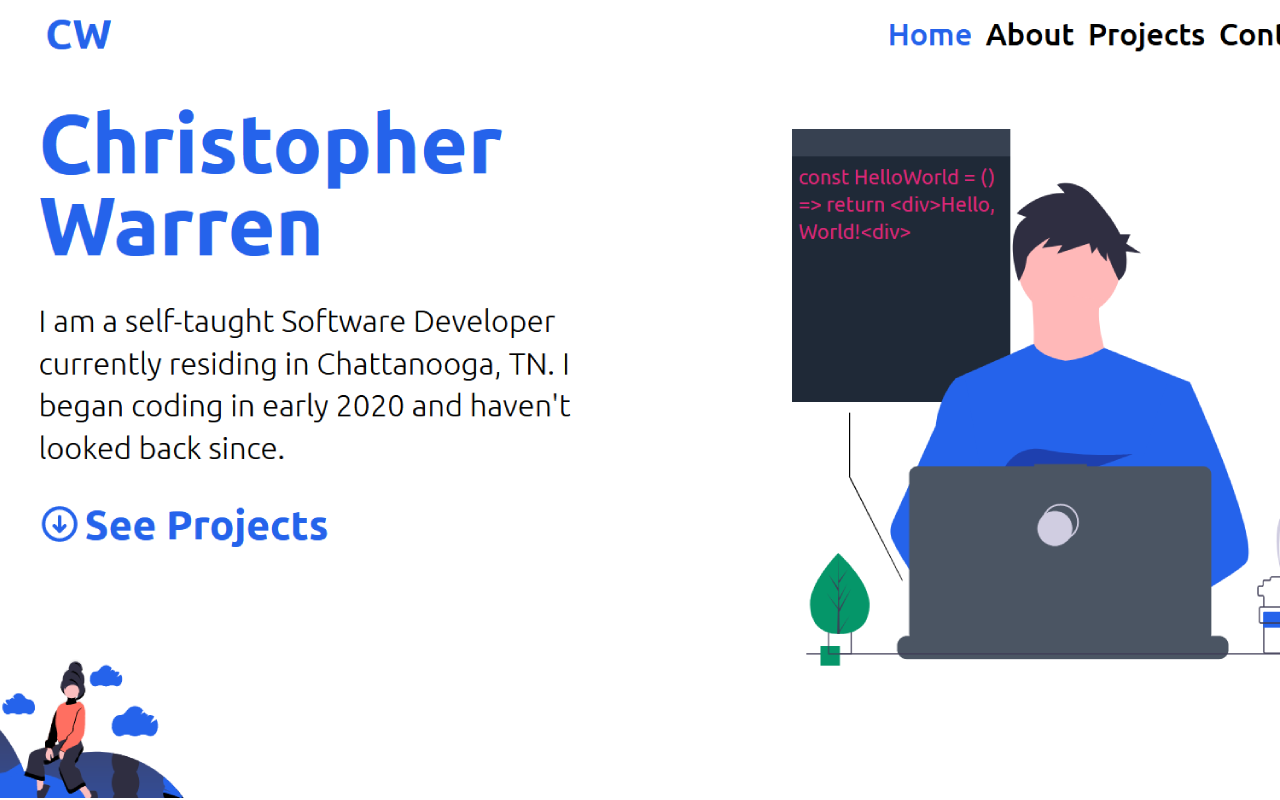 CW
Home About Projects Cont
Christopher
Warren
const HelloWorld = ()
=> return <div>Hello,
World!<div>
I am a self-taught Software Developer
currently residing in Chattanooga, TN. I
began coding in early 2020 and haven't
looked back since.
See Projects